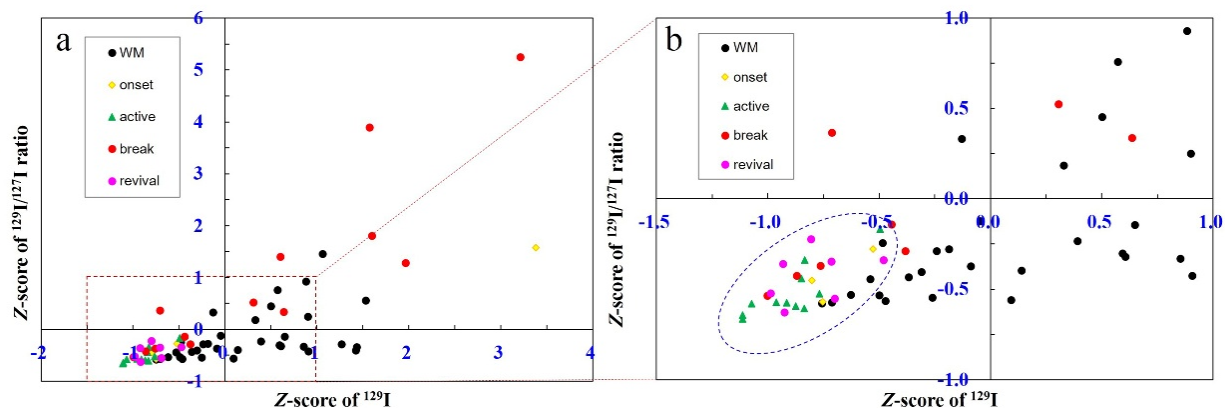 a
WM
onset
active
break
revival
6
5
4
3
2
1
0
-1
-2
-1
0
1
2
3
4
Z-score of ¹²⁹I/¹²⁷I ratio
Z-score of ¹²⁹I
b
WM
onset
active
break
revival
1.0
0.5
0.0
-0.5
-1.0
-1.5
-1.0
-0.5
0.0
0.5
1.0
Z-score of ¹²⁹I/¹²⁷I ratio
Z-score of ¹²⁹I